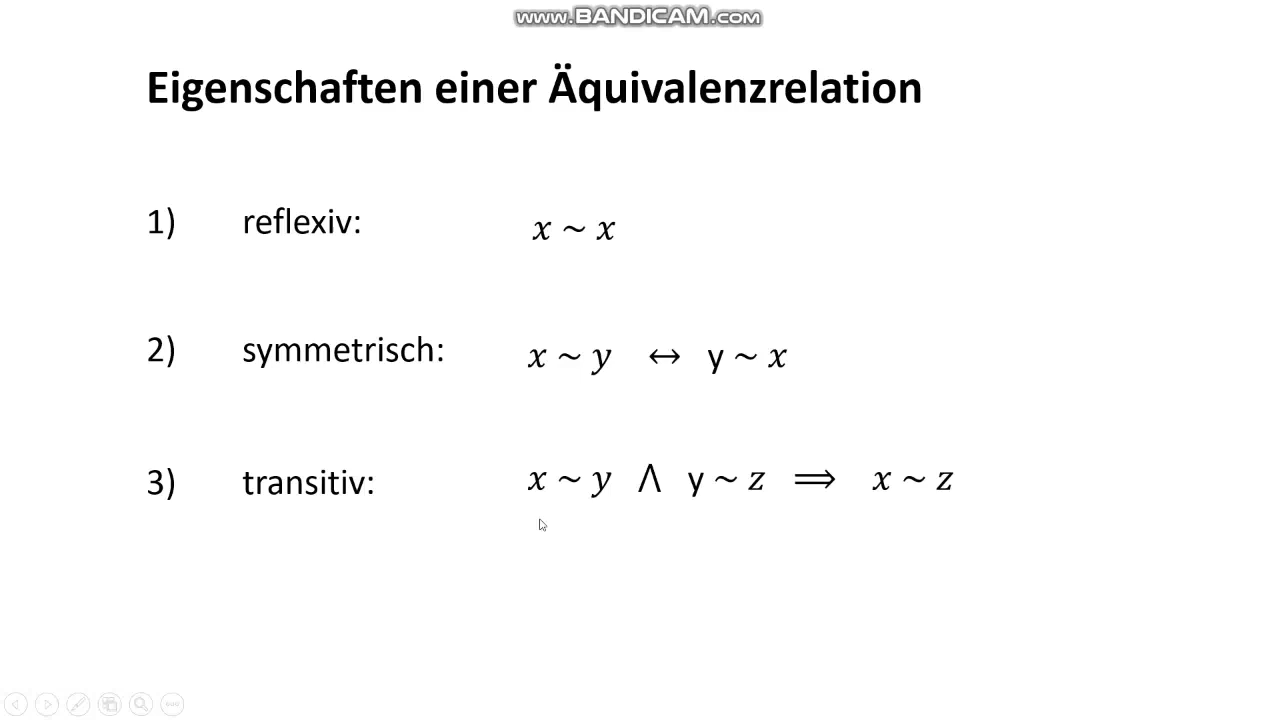 www.BANDICAM.com
Eigenschaften einer Äquivalenzrelation
1) reflexiv: x ~ x
2) symmetrisch: x ~ y ↔ y ~ x
3) transitiv: x ~ y ⋀ y ~ z ⟹ x ~ z